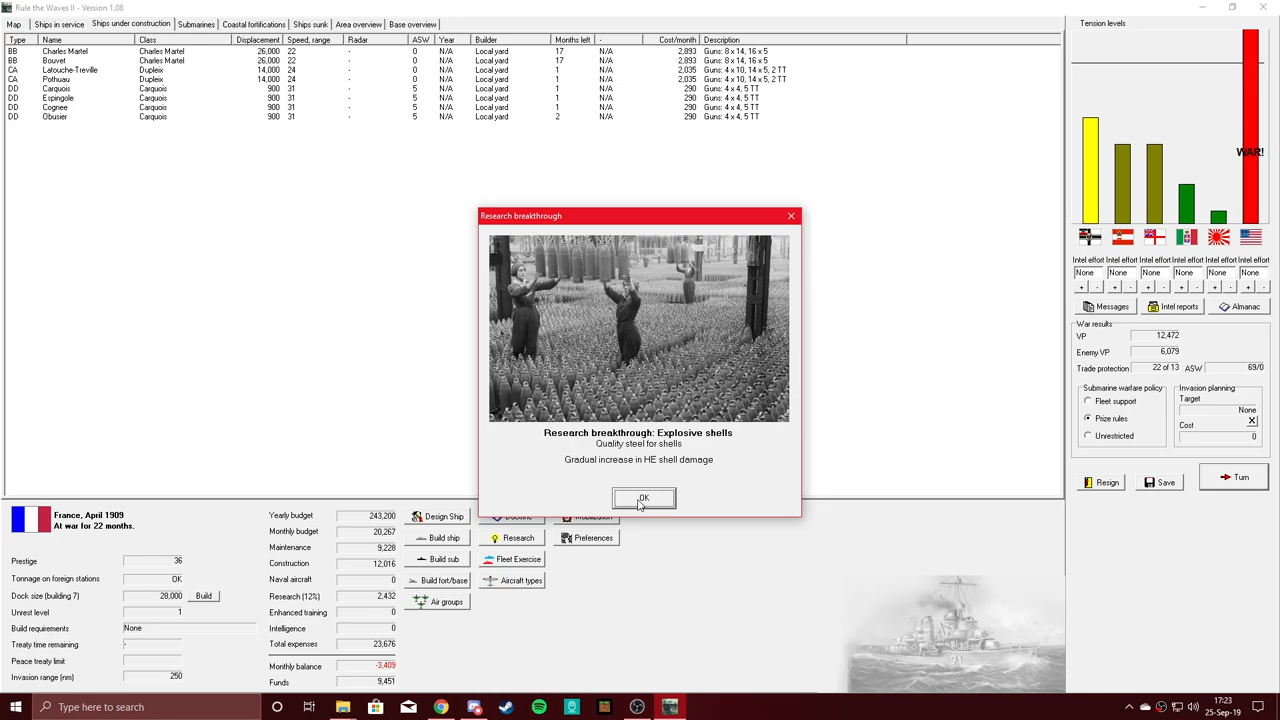 Rule the Waves II - Version 1.08
Map Ships in service Ships under construction Submarines Coastal fortifications Ships sunk Area overview Base overview
Type Name Class Displacement Speed, range Radar ASW Year Builder Months left - Cost/month Description
BB Charles Martel Charles Martel 26,000 22 - 0 N/A Local yard 17 N/A 2,893 Guns: 8 x 14, 16 x 5
BB Bouvet Charles Martel 26,000 22 - 0 N/A Local yard 17 N/A 2,893 Guns: 8 x 14, 16 x 5
CA Latouche-Treville Dupleix 14,000 24 - 0 N/A Local yard 1 N/A 2,035 Guns: 4 x 10, 14 x 5, 2 TT
CA Pothuau Dupleix 14,000 24 - 0 N/A Local yard 1 N/A 2,035 Guns: 4 x 10, 14 x 5, 2 TT
DD Carquois Carquois 900 31 - 5 N/A Local yard 1 N/A 290 Guns: 4 x 4, 5 TT
DD Espingole Carquois 900 31 - 5 N/A Local yard 1 N/A 290 Guns: 4 x 4, 5 TT
DD Cognee Carquois 900 31 - 5 N/A Local yard 1 N/A 290 Guns: 4 x 4, 5 TT
DD Obusier Carquois 900 31 - 5 N/A Local yard 2 N/A 290 Guns: 4 x 4, 5 TT
Research breakthrough
Research breakthrough: Explosive shells
Quality steel for shells
Gradual increase in HE shell damage
OK
Tension levels
WAR!
Intel effort Intel effort Intel effort Intel effort Intel effort Intel effort
None None None None None None
+ - + - + - + - + - + -
Messages Intel reports Almanac
War results
VP 12,472
Enemy VP 6,079
Trade protection 22 of 13 ASW 69/0
Submarine warfare policy
Fleet support
Prize rules
Unrestricted
Invasion planning
Target
None
Cost
0
Resign Save Turn
France, April 1909
At war for 22 months.
Prestige 36
Tonnage on foreign stations OK
Dock size (building 7) 28,000 Build
Unrest level 1
Build requirements None
Treaty time remaining -
Peace treaty limit
Invasion range (nm) 250
Yearly budget 243,200
Monthly budget 20,267
Maintenance 9,228
Construction 12,016
Naval aircraft 0
Research (12%) 2,432
Enhanced training 0
Intelligence 0
Total expenses 23,676
Monthly balance -3,409
Funds 9,451
Design Ship Doctrine Mobilization
Build ship Research Preferences
Build sub Fleet Exercise
Build fort/base Aircraft types
Air groups
Type here to search
17:23
25-Sep-19